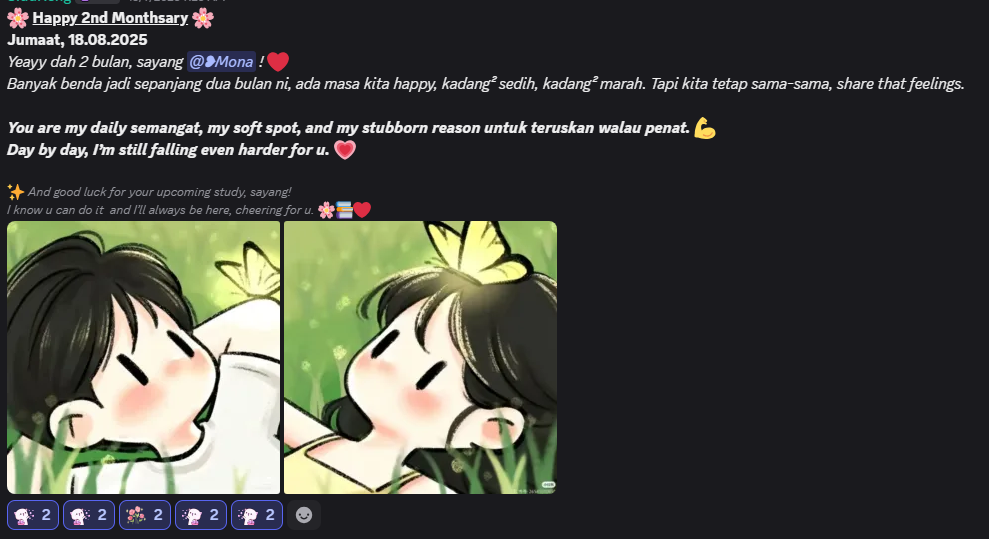 🌸 Happy 2nd Monthsary 🌸
Jumaat, 18.08.2025
Yeayy dah 2 bulan, sayang @❥Mona ! ❤️
Banyak benda jadi sepanjang dua bulan ni, ada masa kita happy, kadang² sedih, kadang² marah. Tapi kita tetap sama-sama, share that feelings.
You are my daily semangat, my soft spot, and my stubborn reason untuk teruskan walau penat. 💪
Day by day, I'm still falling even harder for u. 💗
✨ And good luck for your upcoming study, sayang!
I know u can do it and I'll always be here, cheering for u. 🌸📚❤️
2 2 2 2 2